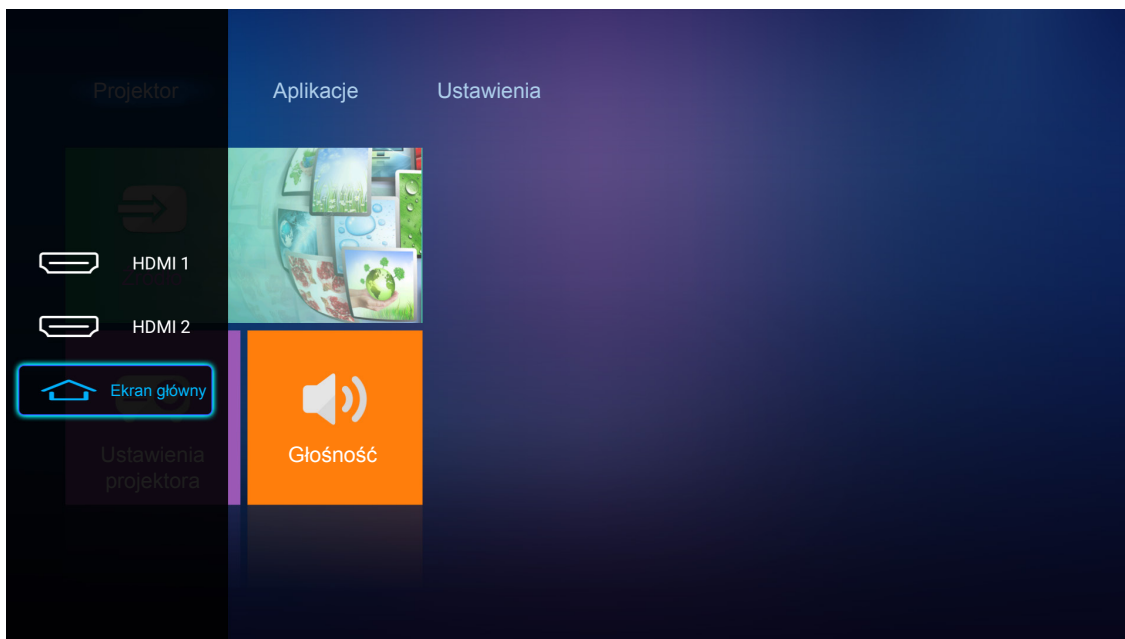 Projektor
Aplikacje
Ustawienia
HDMI 1
HDMI 2
Ekran główny
Ustawienia
projektora
Głośność